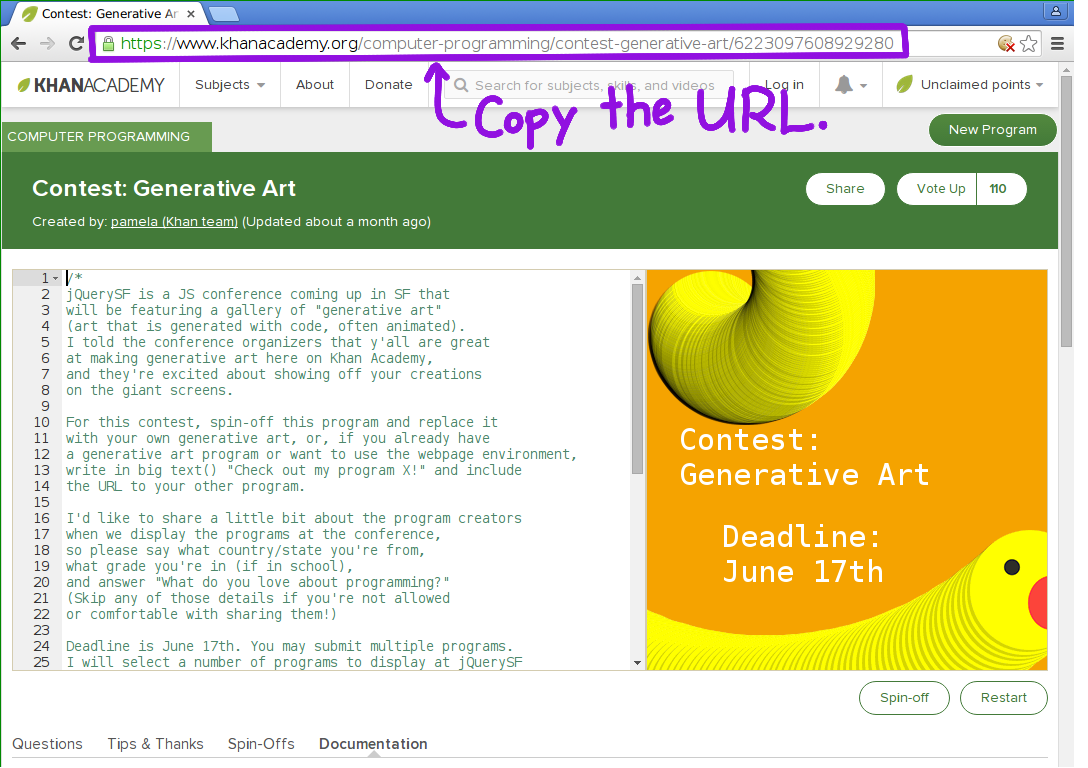 Contest: Generative Ar
https://www.khanacademy.org/computer-programming/contest-generative-art/6223097608929280
KHANACADEMY Subjects About Donate Search for subjects, skills, and videos Log in Unclaimed points
Copy the URL.
COMPUTER PROGRAMMING New Program
Contest: Generative Art Share Vote Up 110
Created by: pamela (Khan team) (Updated about a month ago)
1 /*
2 jQuerySF is a JS conference coming up in SF that
3 will be featuring a gallery of "generative art"
4 (art that is generated with code, often animated).
5 I told the conference organizers that y'all are great
6 at making generative art here on Khan Academy,
7 and they're excited about showing off your creations
8 on the giant screens.
9
10 For this contest, spin-off this program and replace it
11 with your own generative art, or, if you already have
12 a generative art program or want to use the webpage environment,
13 write in big text() "Check out my program X!" and include
14 the URL to your other program.
15
16 I'd like to share a little bit about the program creators
17 when we display the programs at the conference,
18 so please say what country/state you're from,
19 what grade you're in (if in school),
20 and answer "What do you love about programming?"
21 (Skip any of those details if you're not allowed
22 or comfortable with sharing them!)
23
24 Deadline is June 17th. You may submit multiple programs.
25 I will select a number of programs to display at jQuerySF
Contest:
Generative Art
Deadline:
June 17th
Spin-off Restart
Questions Tips & Thanks Spin-Offs Documentation